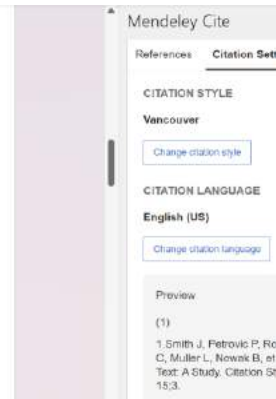 Mendeley Cite
References Citation Sett
CITATION STYLE
Vancouver
Change citation style
CITATION LANGUAGE
English (US)
Change citation language
Preview
(1)
1.Smith J, Petrovic P, Ro
C, Muller L, Nowak B, et
Text: A Study. Citation St
15;3.